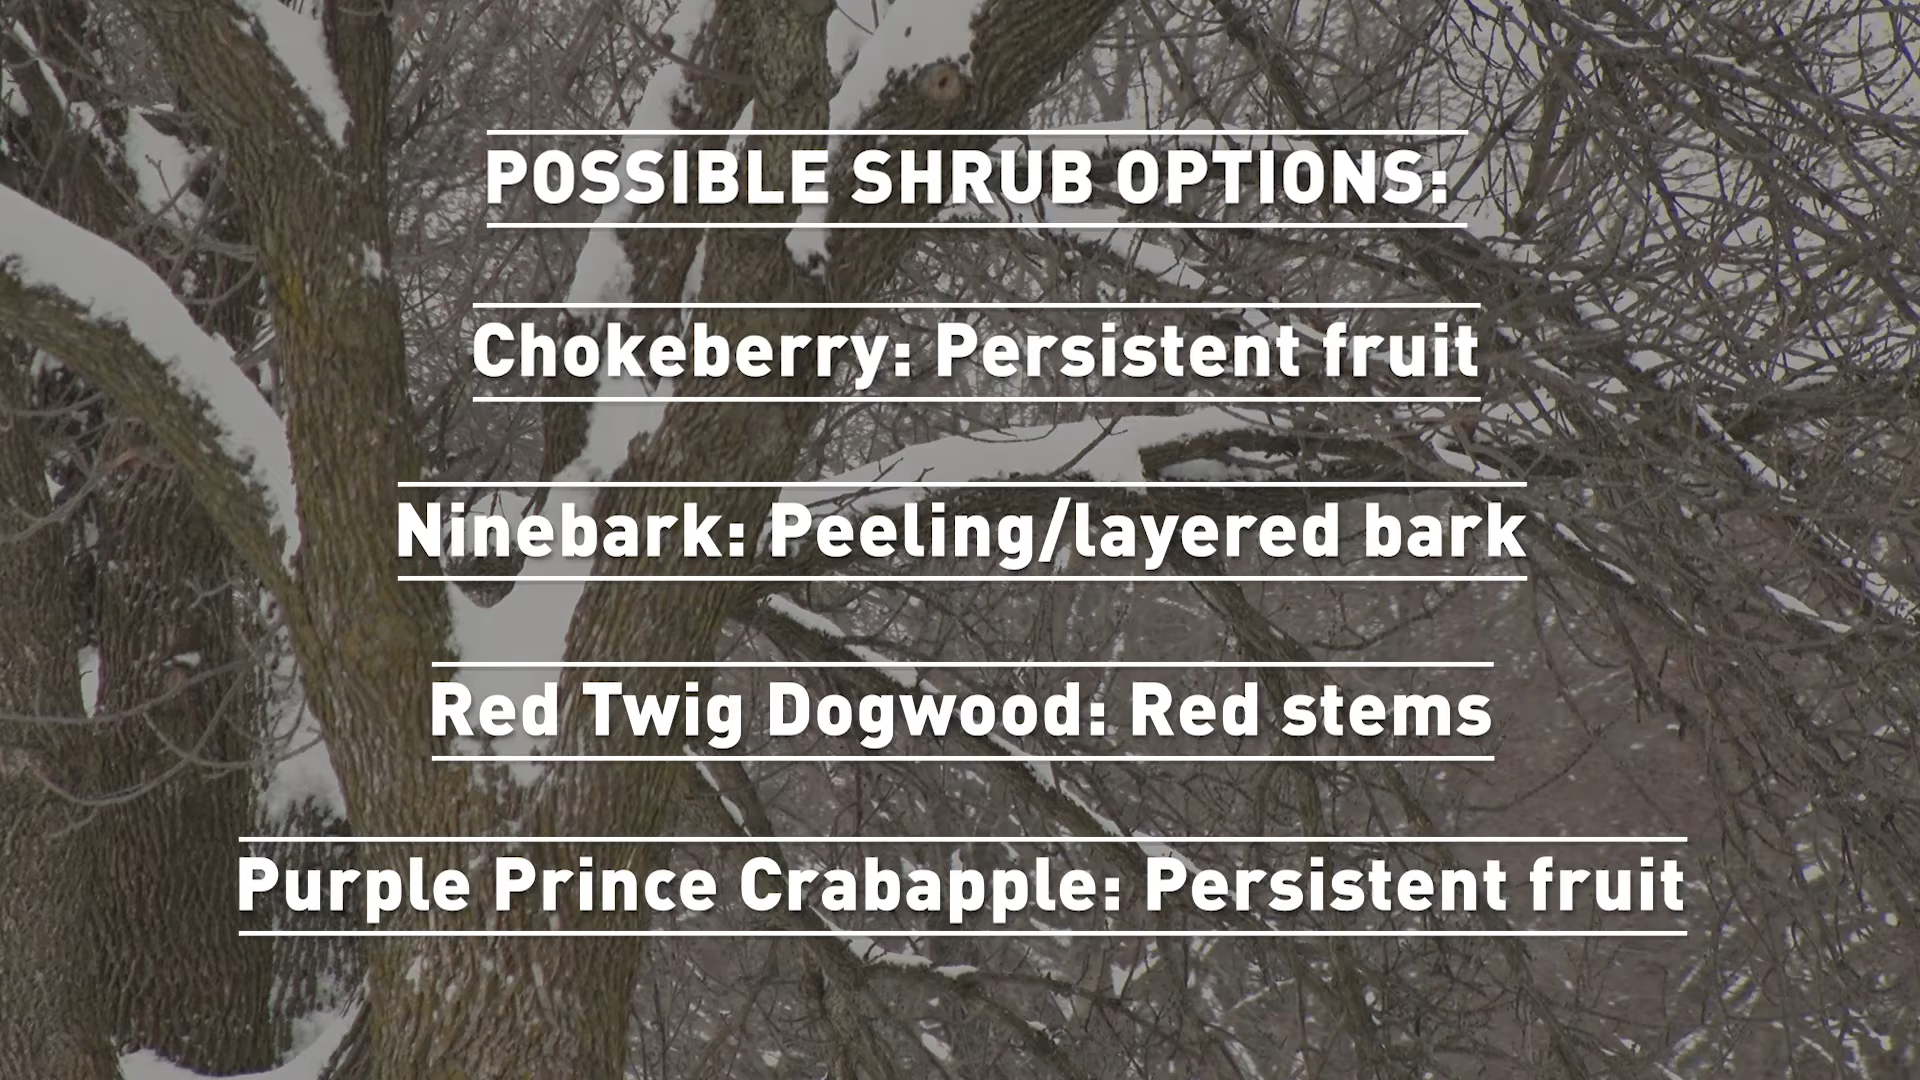 POSSIBLE SHRUB OPTIONS:
Chokeberry: Persistent fruit
Ninebark: Peeling/layered bark
Red Twig Dogwood: Red stems
Purple Prince Crabapple: Persistent fruit